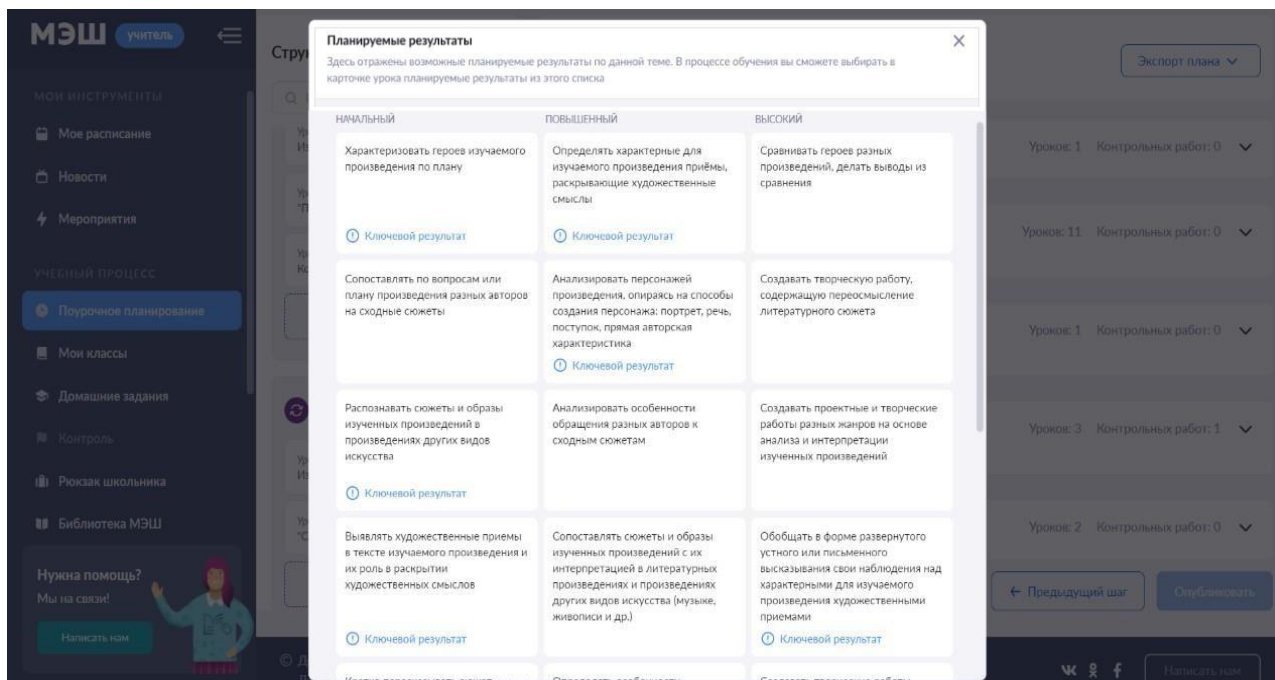 МЭШ учитель
МОИ ИНСТРУМЕНТЫ
Мое расписание
Новости
Мероприятия
УЧЕБНЫЙ ПРОЦЕСС
Поурочное планирование
Мои классы
Домашние задания
Контроль
Рюкзак школьника
Библиотека МЭШ
Нужна помощь?
Мы на связи!
Написать нам
Планируемые результаты
Здесь отражены возможные планируемые результаты по данной теме. В процессе обучения вы сможете выбирать в
карточке урока планируемые результаты из этого списка
НАЧАЛЬНЫЙ
Характеризовать героев изучаемого
произведения по плану
Ключевой результат
Сопоставлять по вопросам или
плану произведения разных авторов
на сходные сюжеты
Распознавать сюжеты и образы
изученных произведений в
произведениях других видов
искусства
Ключевой результат
Выявлять художественные приемы
в тексте изучаемого произведения и
их роль в раскрытии
художественных смыслов
Ключевой результат
ПОВЫШЕННЫЙ
Определять характерные для
изучаемого произведения приёмы,
раскрывающие художественные
смыслы
Ключевой результат
Анализировать персонажей
произведения, опираясь на способы
создания персонажа: портрет, речь,
поступок, прямая авторская
характеристика
Ключевой результат
Анализировать особенности
обращения разных авторов к
сходным сюжетам
Сопоставлять сюжеты и образы
изученных произведений с их
интерпретацией в литературных
произведениях и произведениях
других видов искусства (музыке,
живописи и др.)
ВЫСОКИЙ
Сравнивать героев разных
произведений, делать выводы из
сравнения
Создавать творческую работу,
содержащую переосмысление
литературного сюжета
Создавать проектные и творческие
работы разных жанров на основе
анализа и интерпретации
изученных произведений
Обобщать в форме развернутого
устного или письменного
высказывания свои наблюдения над
характерными для изучаемого
произведения художественными
приемами
Ключевой результат
Экспорт плана
Уроков: 1 Контрольных работ: 0
Уроков: 11 Контрольных работ: 0
Уроков: 1 Контрольных работ: 0
Уроков: 3 Контрольных работ: 1
Уроков: 2 Контрольных работ: 0
Предыдущий шаг
Опубликовать
Написать нам